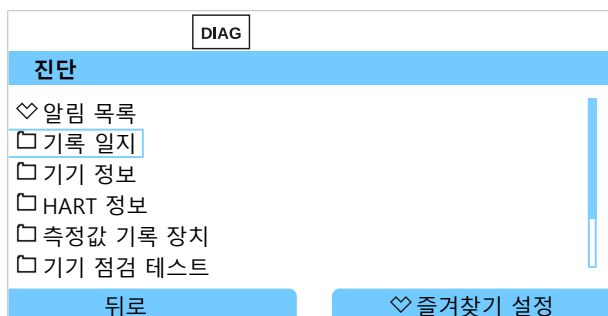 DIAG
진단
알림 목록
기록 일지
기기 정보
HART 정보
측정값 기록 장치
기기 점검 테스트
뒤로
즐겨찾기 설정